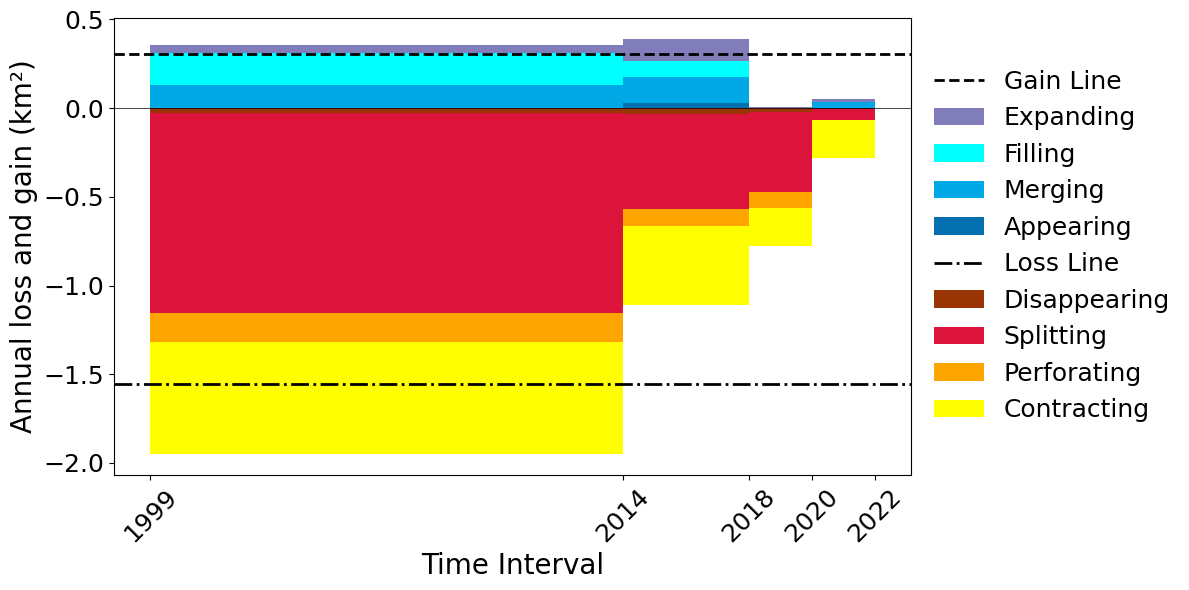 Annual loss and gain (km²)
0.5
0.0
−0.5
−1.0
−1.5
−2.0
1999
2014
2018
2020
2022
Time Interval
Gain Line
Expanding
Filling
Merging
Appearing
Loss Line
Disappearing
Splitting
Perforating
Contracting